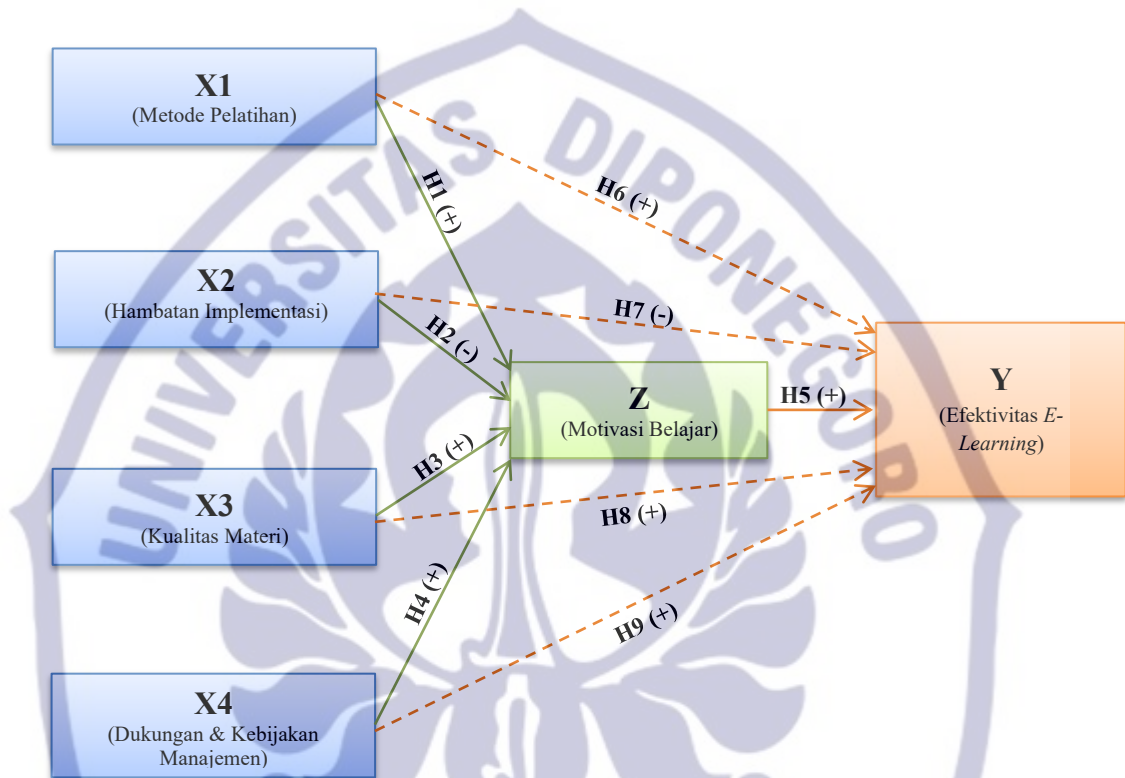 X1
(Metode Pelatihan)
H1 (+)
H6 (+)
X2
(Hambatan Implementasi)
H2 (-)
H7 (-)
Z
(Motivasi Belajar)
H5 (+)
Y
(Efektivitas E-
Learning)
X3
(Kualitas Materi)
H3 (+)
H8 (+)
X4
(Dukungan & Kebijakan
Manajemen)
H4 (+)
H9 (+)
UNIVERSITAS DIPONEGORO